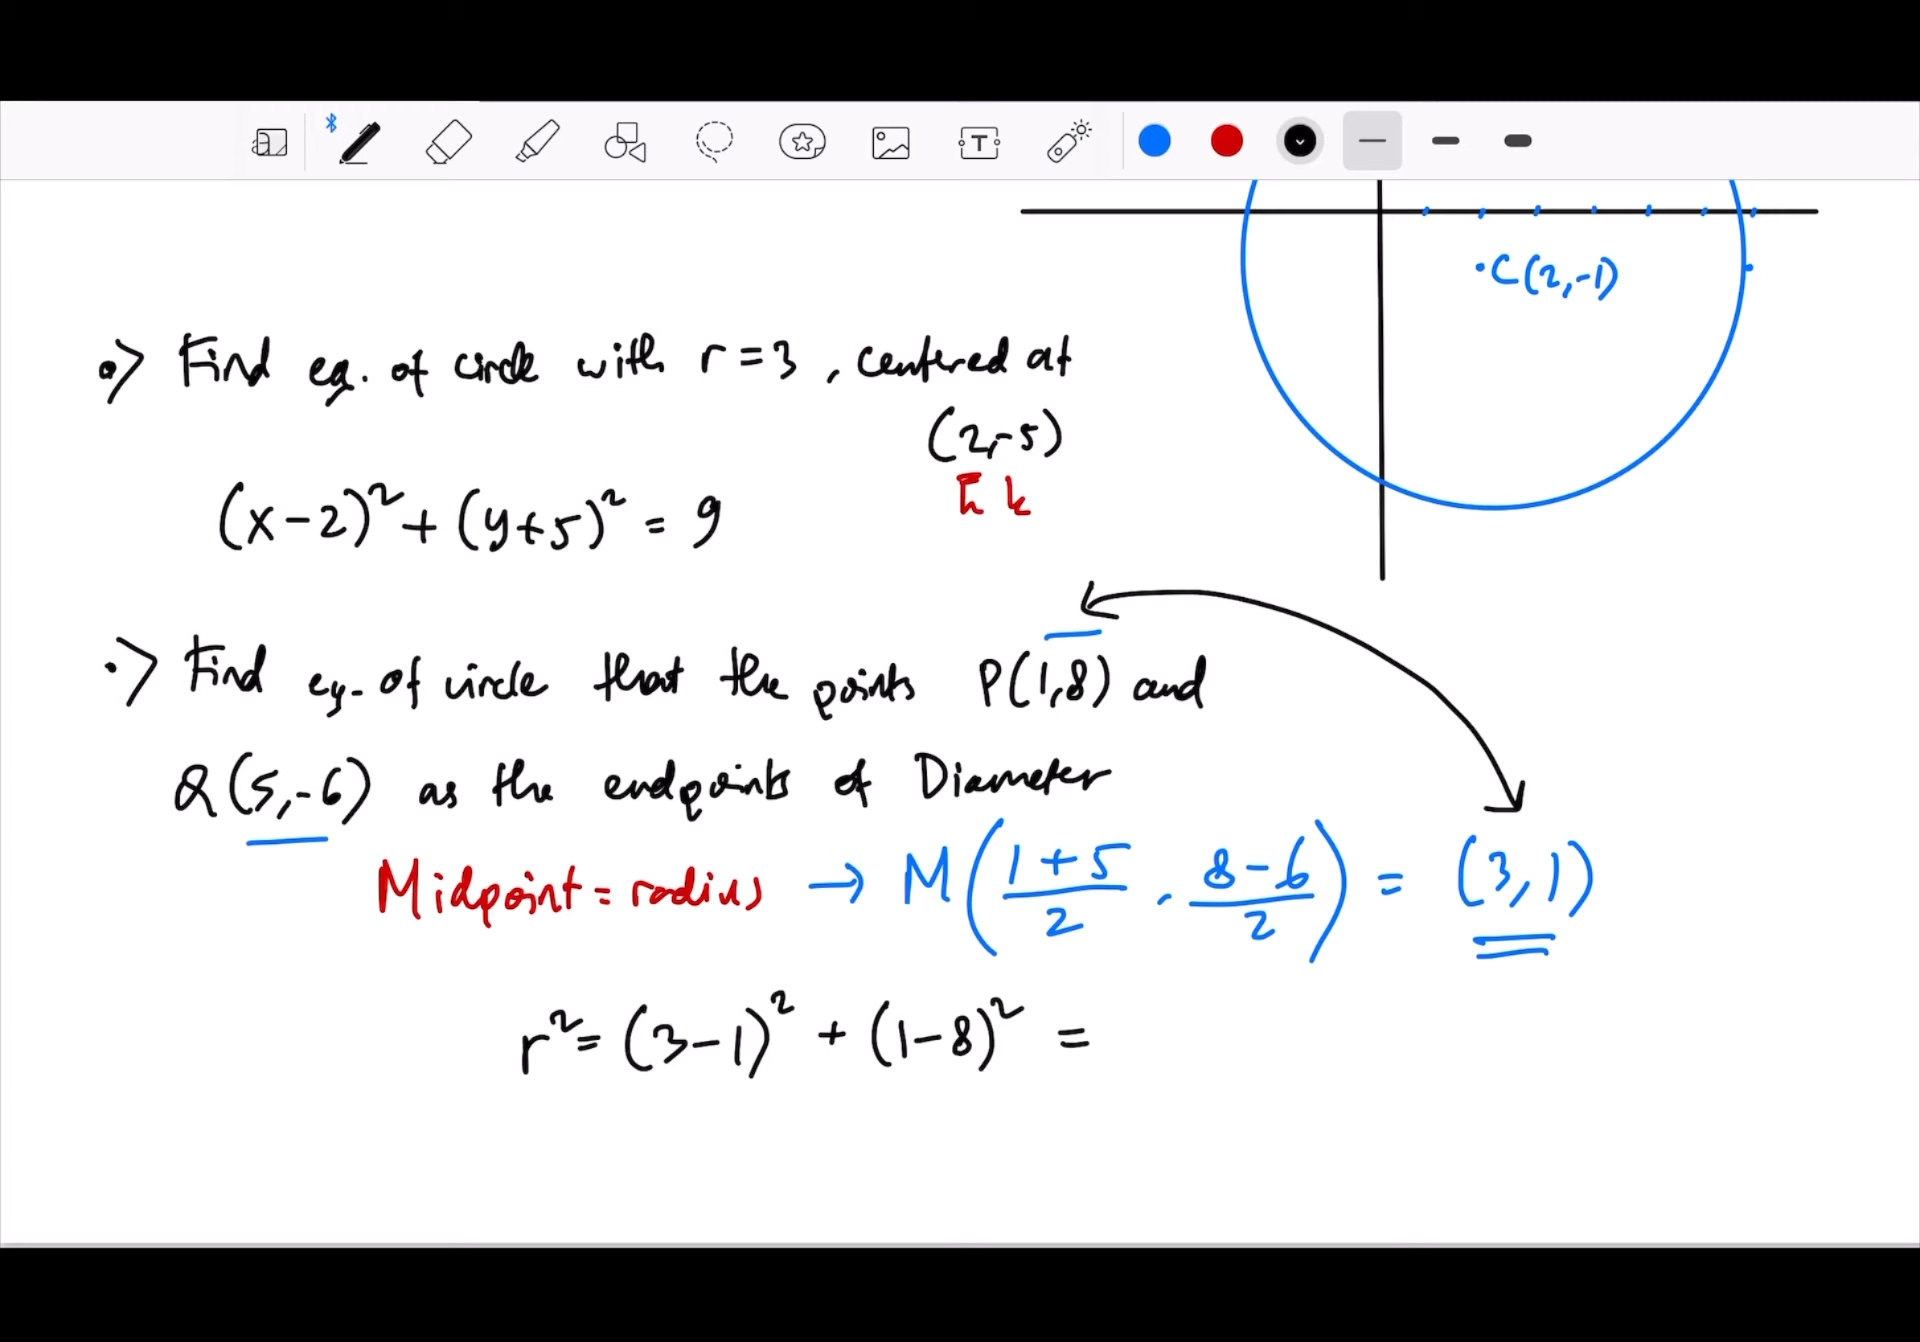 C(2,-1)
Find eq. of circle with r=3, centered at
(2,-5)
h k
(x-2)²+(y+5)²=9
Find eq. of circle that the points P(1,8) and
Q(5,-6) as the endpoints of Diameter
Midpoint=radius → M((1+5)/2, (8-6)/2) = (3,1)
r²=(3-1)²+(1-8)²=